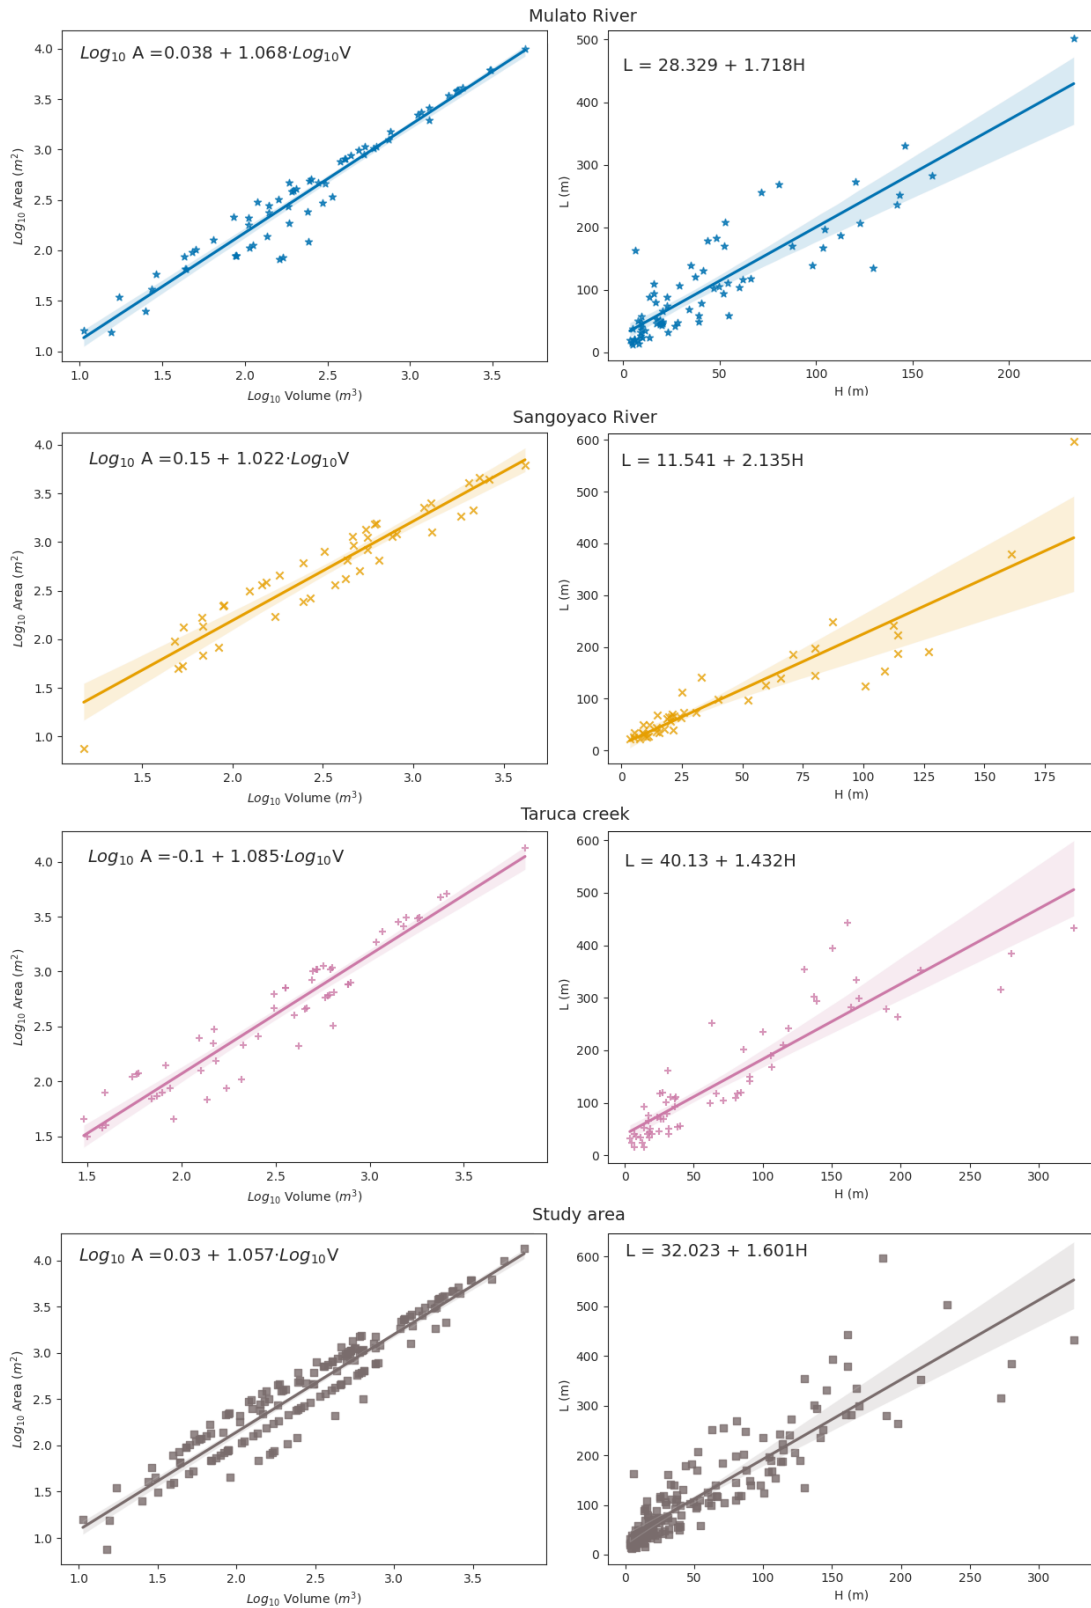 Mulato River
Log10 A =0.038 + 1.068·Log10V
4.0
3.5
3.0
2.5
2.0
1.5
1.0
Log10 Area (m²)
1.0 1.5 2.0 2.5 3.0 3.5
Log10 Volume (m³)
L = 28.329 + 1.718H
500
400
300
200
100
0
L (m)
0 50 100 150 200
H (m)
Sangoyaco River
Log10 A =0.15 + 1.022·Log10V
4.0
3.5
3.0
2.5
2.0
1.5
1.0
Log10 Area (m²)
1.5 2.0 2.5 3.0 3.5
Log10 Volume (m³)
L = 11.541 + 2.135H
600
500
400
300
200
100
0
L (m)
0 25 50 75 100 125 150 175
H (m)
Taruca creek
Log10 A =-0.1 + 1.085·Log10V
4.0
3.5
3.0
2.5
2.0
1.5
Log10 Area (m²)
1.5 2.0 2.5 3.0 3.5
Log10 Volume (m³)
L = 40.13 + 1.432H
600
500
400
300
200
100
0
L (m)
0 50 100 150 200 250 300
H (m)
Study area
Log10 A =0.03 + 1.057·Log10V
4.0
3.5
3.0
2.5
2.0
1.5
1.0
Log10 Area (m²)
1.0 1.5 2.0 2.5 3.0 3.5
Log10 Volume (m³)
L = 32.023 + 1.601H
600
500
400
300
200
100
0
L (m)
0 50 100 150 200 250 300
H (m)